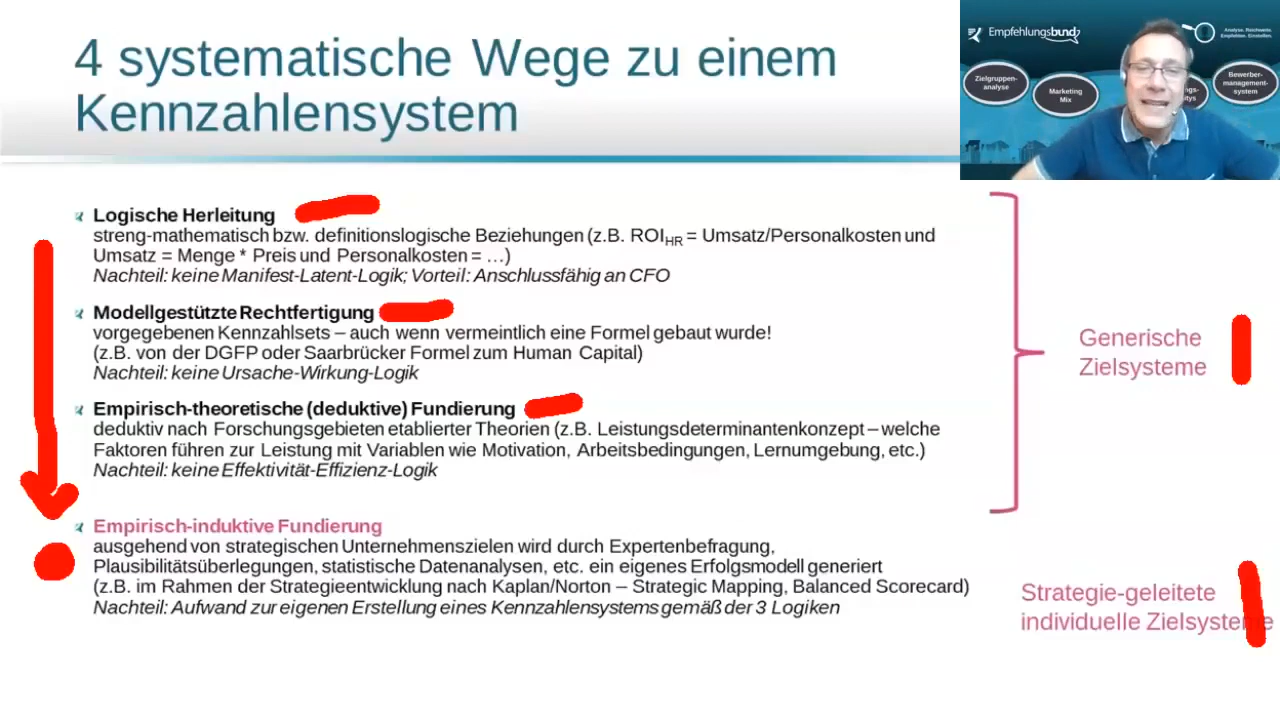 4 systematische Wege zu einem
Kennzahlensystem
Empfehlungsbund
Analyse. Reichweite.
Empfehlen. Einstellen.
Zielgruppen-
analyse
Marketing
Mix
Bewerber-
management-
system
Logische Herleitung
streng-mathematisch bzw. definitionslogische Beziehungen (z.B. ROIHR = Umsatz/Personalkosten und
Umsatz = Menge * Preis und Personalkosten = …)
Nachteil: keine Manifest-Latent-Logik; Vorteil: Anschlussfähig an CFO
Modellgestützte Rechtfertigung
vorgegebenen Kennzahlsets – auch wenn vermeintlich eine Formel gebaut wurde!
(z.B. von der DGFP oder Saarbrücker Formel zum Human Capital)
Nachteil: keine Ursache-Wirkung-Logik
Empirisch-theoretische (deduktive) Fundierung
deduktiv nach Forschungsgebieten etablierter Theorien (z.B. Leistungsdeterminantenkonzept – welche
Faktoren führen zur Leistung mit Variablen wie Motivation, Arbeitsbedingungen, Lernumgebung, etc.)
Nachteil: keine Effektivität-Effizienz-Logik
Generische
Zielsysteme
Empirisch-induktive Fundierung
ausgehend von strategischen Unternehmenszielen wird durch Expertenbefragung,
Plausibilitätsüberlegungen, statistische Datenanalysen, etc. ein eigenes Erfolgsmodell generiert
(z.B. im Rahmen der Strategieentwicklung nach Kaplan/Norton – Strategic Mapping, Balanced Scorecard)
Nachteil: Aufwand zur eigenen Erstellung eines Kennzahlensystems gemäß der 3 Logiken
Strategie-geleitete
individuelle Zielsysteme